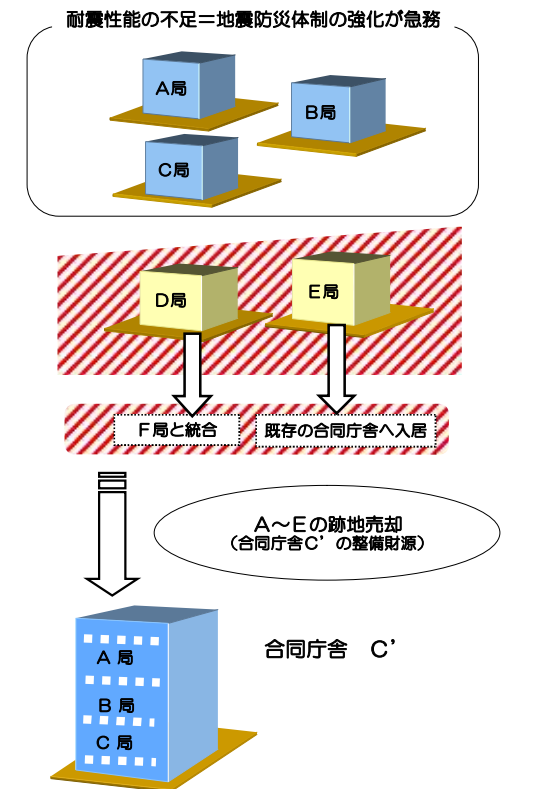 耐震性能の不足＝地震防災体制の強化が急務
A局
B局
C局
D局
E局
F局と統合
既存の合同庁舎へ入居
A～Eの跡地売却
（合同庁舎C’の整備財源）
合同庁舎　C’
A 局
B 局
C 局